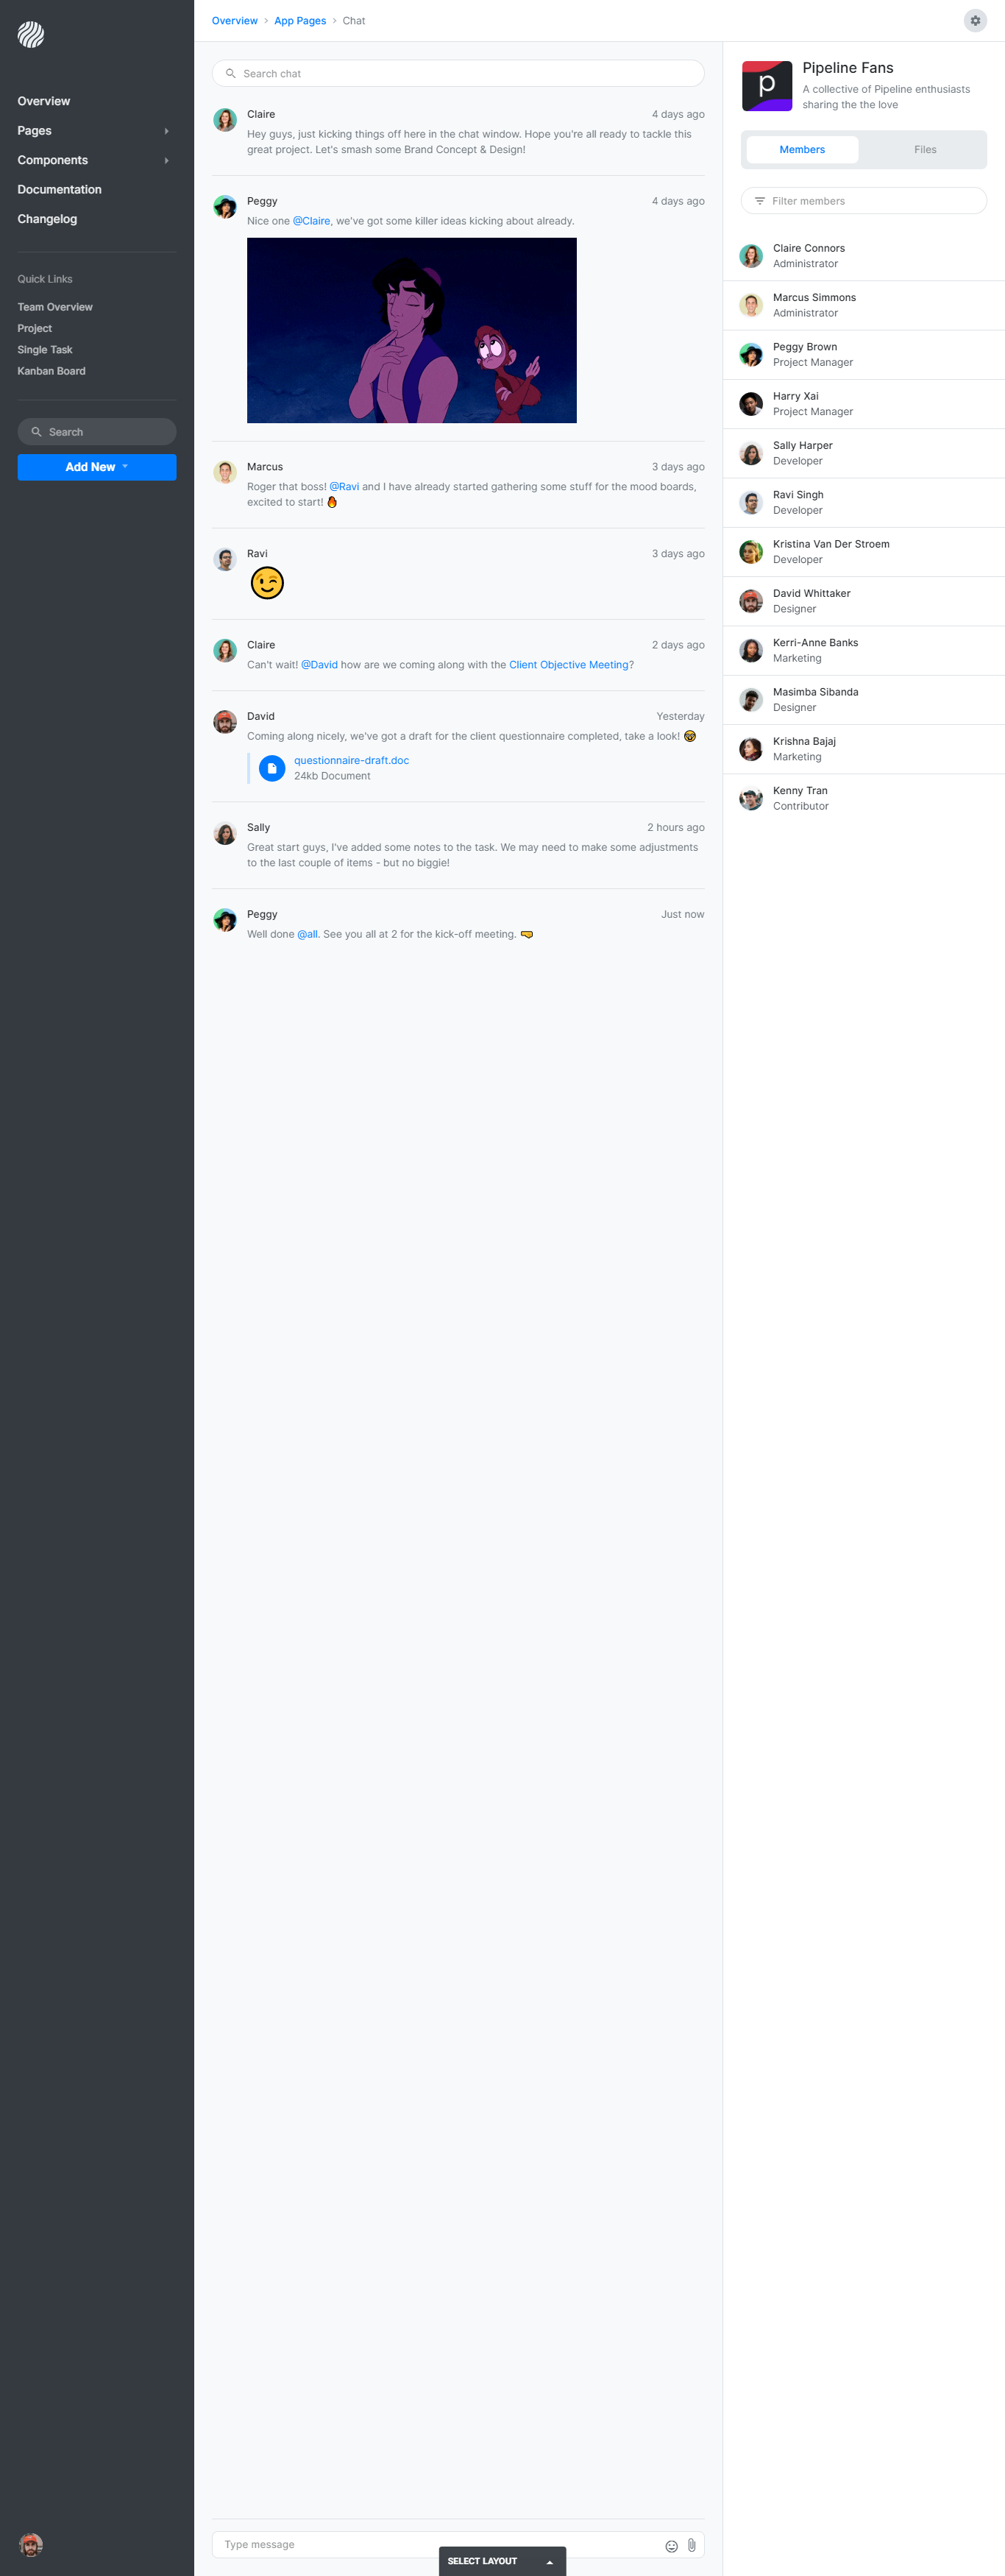 Overview
Pages
Components
Documentation
Changelog
Quick Links
Team Overview
Project
Single Task
Kanban Board
Search
Add New
Overview
App Pages
Chat
Search chat
Claire
4 days ago
Hey guys, just kicking things off here in the chat window. Hope you're all ready to tackle this
great project. Let's smash some Brand Concept & Design!
Peggy
4 days ago
Nice one @Claire, we've got some killer ideas kicking about already.
Marcus
3 days ago
Roger that boss! @Ravi and I have already started gathering some stuff for the mood boards,
excited to start! 🔥
Ravi
3 days ago
😉
Claire
2 days ago
Can't wait! @David how are we coming along with the Client Objective Meeting?
David
Yesterday
Coming along nicely, we've got a draft for the client questionnaire completed, take a look! 🤓
questionnaire-draft.doc
24kb Document
Sally
2 hours ago
Great start guys, I've added some notes to the task. We may need to make some adjustments
to the last couple of items - but no biggie!
Peggy
Just now
Well done @all. See you all at 2 for the kick-off meeting. 🤜
Type message
SELECT LAYOUT
p
Pipeline Fans
A collective of Pipeline enthusiasts
sharing the the love
Members
Files
Filter members
Claire Connors
Administrator
Marcus Simmons
Administrator
Peggy Brown
Project Manager
Harry Xai
Project Manager
Sally Harper
Developer
Ravi Singh
Developer
Kristina Van Der Stroem
Developer
David Whittaker
Designer
Kerri-Anne Banks
Marketing
Masimba Sibanda
Designer
Krishna Bajaj
Marketing
Kenny Tran
Contributor